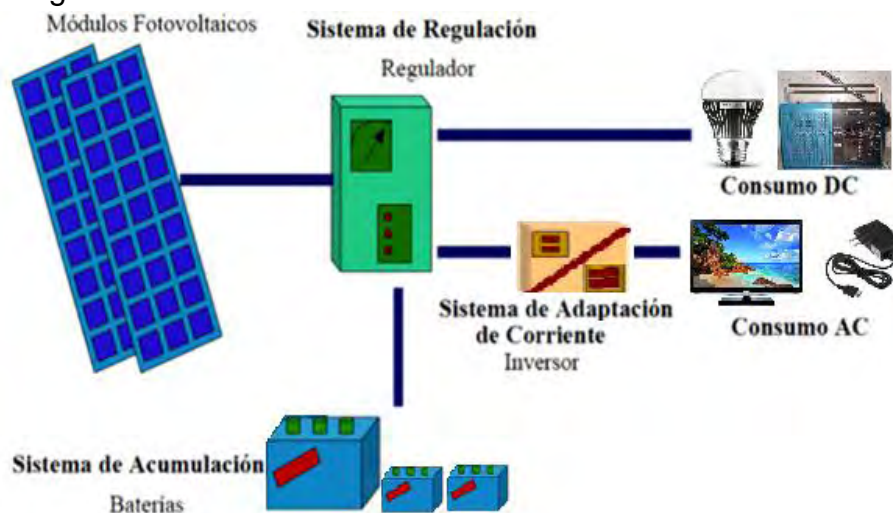 Módulos Fotovoltaicos
Sistema de Regulación
Regulador
Consumo DC
Sistema de Adaptación
de Corriente
Inversor
Consumo AC
Sistema de Acumulación
Baterías